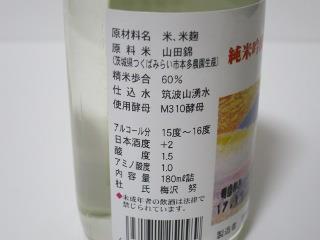 原材料名 米、米麹
原料米 山田錦
(茨城県つくばみらい市本多農園生産)
精米歩合 60%
仕込水 筑波山湧水
使用酵母 M310酵母
アルコール分 15度～16度
日本酒度 +2
酸度 1.5
アミノ酸度 1.0
内容量 180ml詰
杜氏 梅沢 努
◆未成年者の飲酒は法律で
禁じられています。
純米吟
製造者